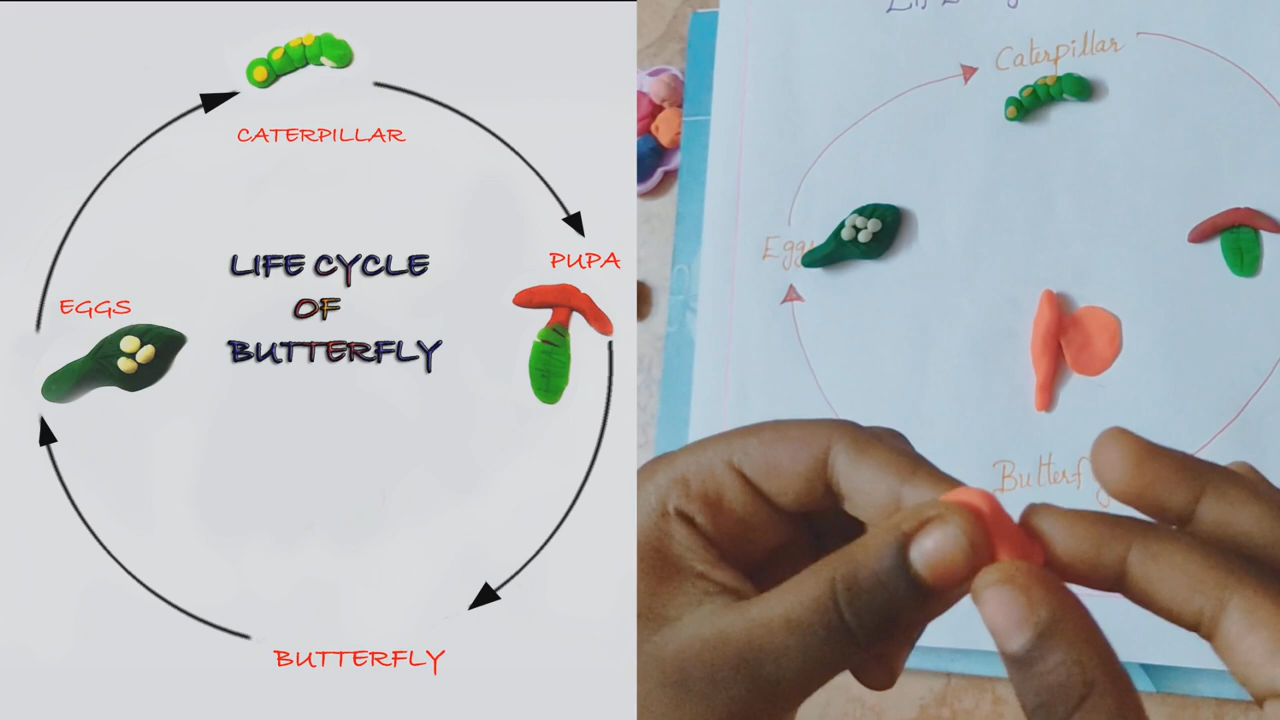 CATERPILLAR
PUPA
LIFE CYCLE
OF
BUTTERFLY
EGGS
BUTTERFLY
Caterpillar